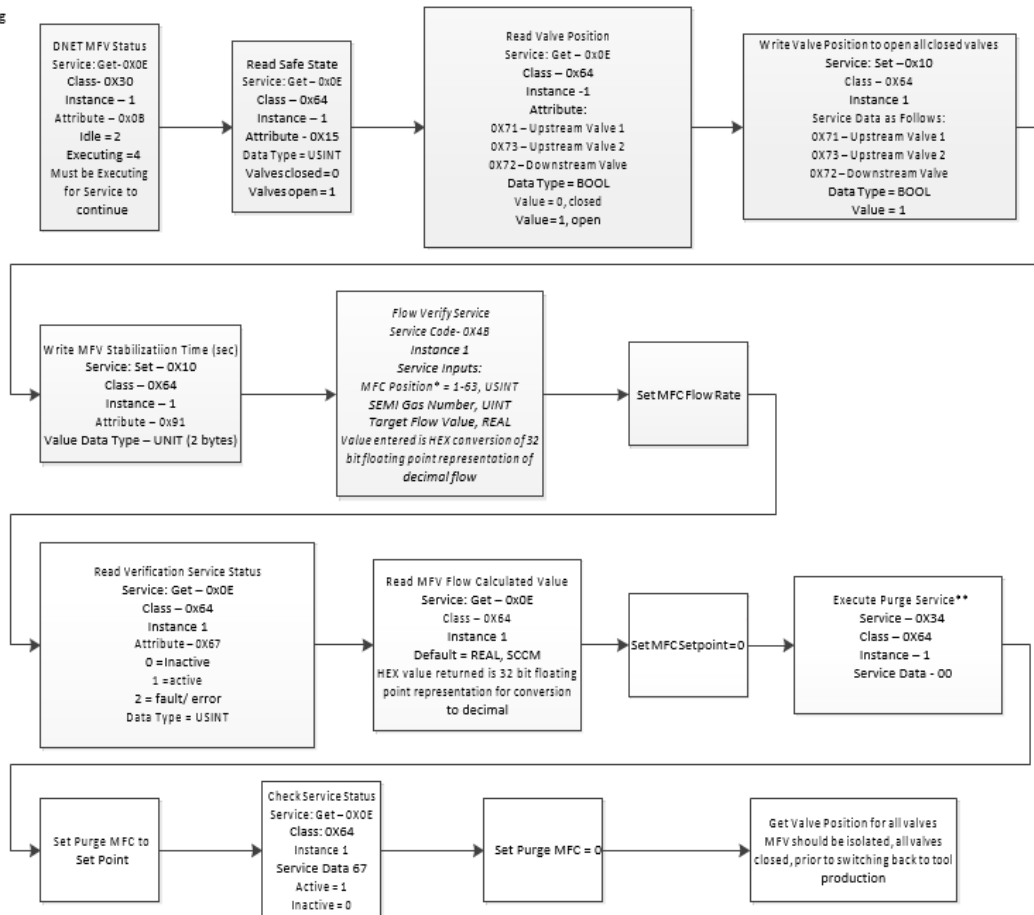 g
DNET MFV Status
Service: Get-0X0E
Class- 0X30
Instance – 1
Attribute – 0x0B
Idle = 2
Executing =4
Must be Executing
for Service to
continue
Read Safe State
Service: Get – 0x0E
Class – 0x64
Instance – 1
Attribute - 0X15
Data Type = USINT
Valves closed=0
Valves open=1
Read Valve Position
Service: Get – 0x0E
Class – 0x64
Instance -1
Attribute:
0X71 – Upstream Valve 1
0X73 – Upstream Valve 2
0X72 – Downstream Valve
Data Type = BOOL
Value = 0, closed
Value=1, open
Write Valve Position to open all closed valves
Service: Set -0x10
Class – 0x64
Instance 1
Service Data as Follows:
0X71 – Upstream Valve 1
0X73 – Upstream Valve 2
0X72 – Downstream Valve
Data Type = BOOL
Value = 1
Write MFV Stabilizatiion Time (sec)
Service: Set – 0X10
Class – 0X64
Instance – 1
Attribute – 0x91
Value Data Type – UNIT (2 bytes)
Flow Verify Service
Service Code- 0X4B
Instance 1
Service Inputs:
MFC Position* = 1-63, USINT
SEMI Gas Number, UINT
Target Flow Value, REAL
Value entered is HEX conversion of 32
bit floating point representation of
decimal flow
Set MFC Flow Rate
Read Verification Service Status
Service: Get – 0x0E
Class – 0x64
Instance 1
Attribute – 0X67
0 =Inactive
1 =active
2 = fault/ error
Data Type = USINT
Read MFV Flow Calculated Value
Service: Get – 0x0E
Class – 0X64
Instance 1
Default = REAL, SCCM
HEX value returned is 32 bit floating
point representation for conversion
to decimal
Set MFC Setpoint=0
Execute Purge Service**
Service – 0X34
Class – 0X64
Instance – 1
Service Data - 00
Set Purge MFC to
Set Point
Check Service Status
Service: Get – 0X0E
Class: 0X64
Instance 1
Service Data 67
Active = 1
Inactive = 0
Set Purge MFC = 0
Get Valve Position for all valves
MFV should be isolated, all valves
closed, prior to switching back to tool
production